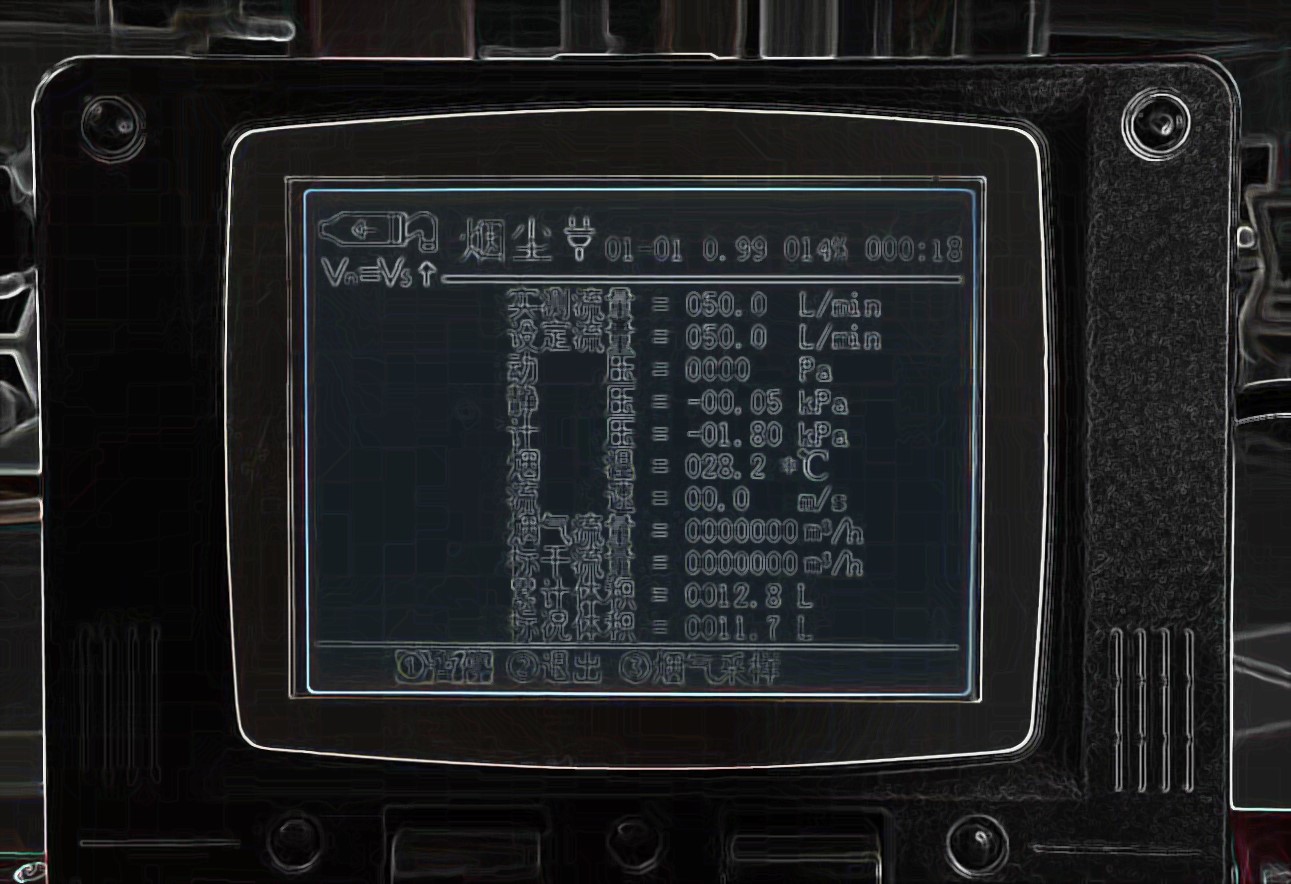 烟尘 01-01 0.99 014% 000:18
Vn=Vs↑
实测流量 = 050.0 L/min
设定流量 = 050.0 L/min
动 压 = 0000 Pa
静 压 = -00.05 kPa
计 压 = -01.80 kPa
烟 温 = 028.2 *℃
流 速 = 00.0 m/s
烟气流量 = 0000000 m³/h
标干流量 = 0000000 m³/h
累计体积 = 0012.8 L
标况体积 = 0011.7 L
①暂停 ②退出 ③烟气采样